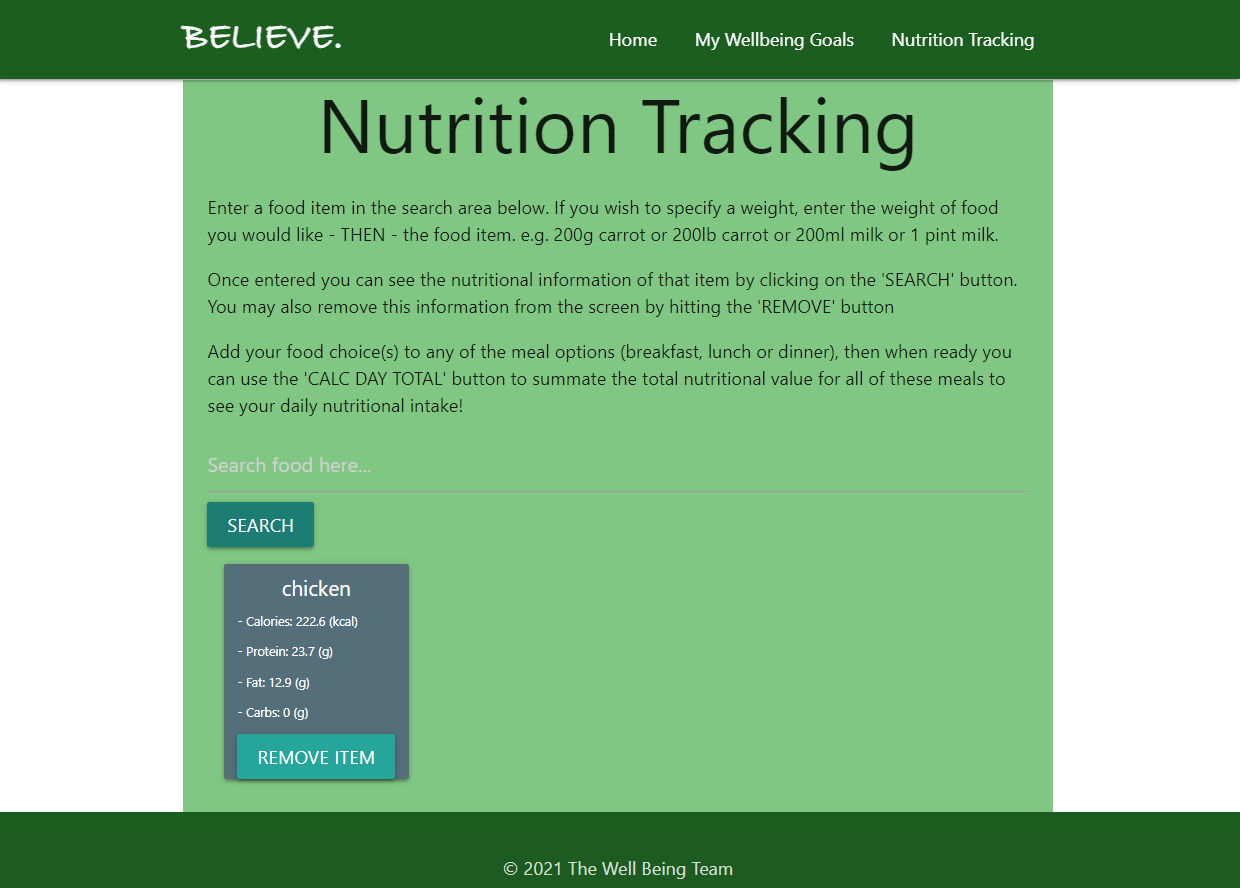 BELIEVE.
Home
My Wellbeing Goals
Nutrition Tracking
Nutrition Tracking
Enter a food item in the search area below. If you wish to specify a weight, enter the weight of food
you would like - THEN - the food item. e.g. 200g carrot or 200lb carrot or 200ml milk or 1 pint milk.
Once entered you can see the nutritional information of that item by clicking on the 'SEARCH' button.
You may also remove this information from the screen by hitting the 'REMOVE' button
Add your food choice(s) to any of the meal options (breakfast, lunch or dinner), then when ready you
can use the 'CALC DAY TOTAL' button to summate the total nutritional value for all of these meals to
see your daily nutritional intake!
Search food here...
SEARCH
chicken
- Calories: 222.6 (kcal)
- Protein: 23.7 (g)
- Fat: 12.9 (g)
- Carbs: 0 (g)
REMOVE ITEM
© 2021 The Well Being Team